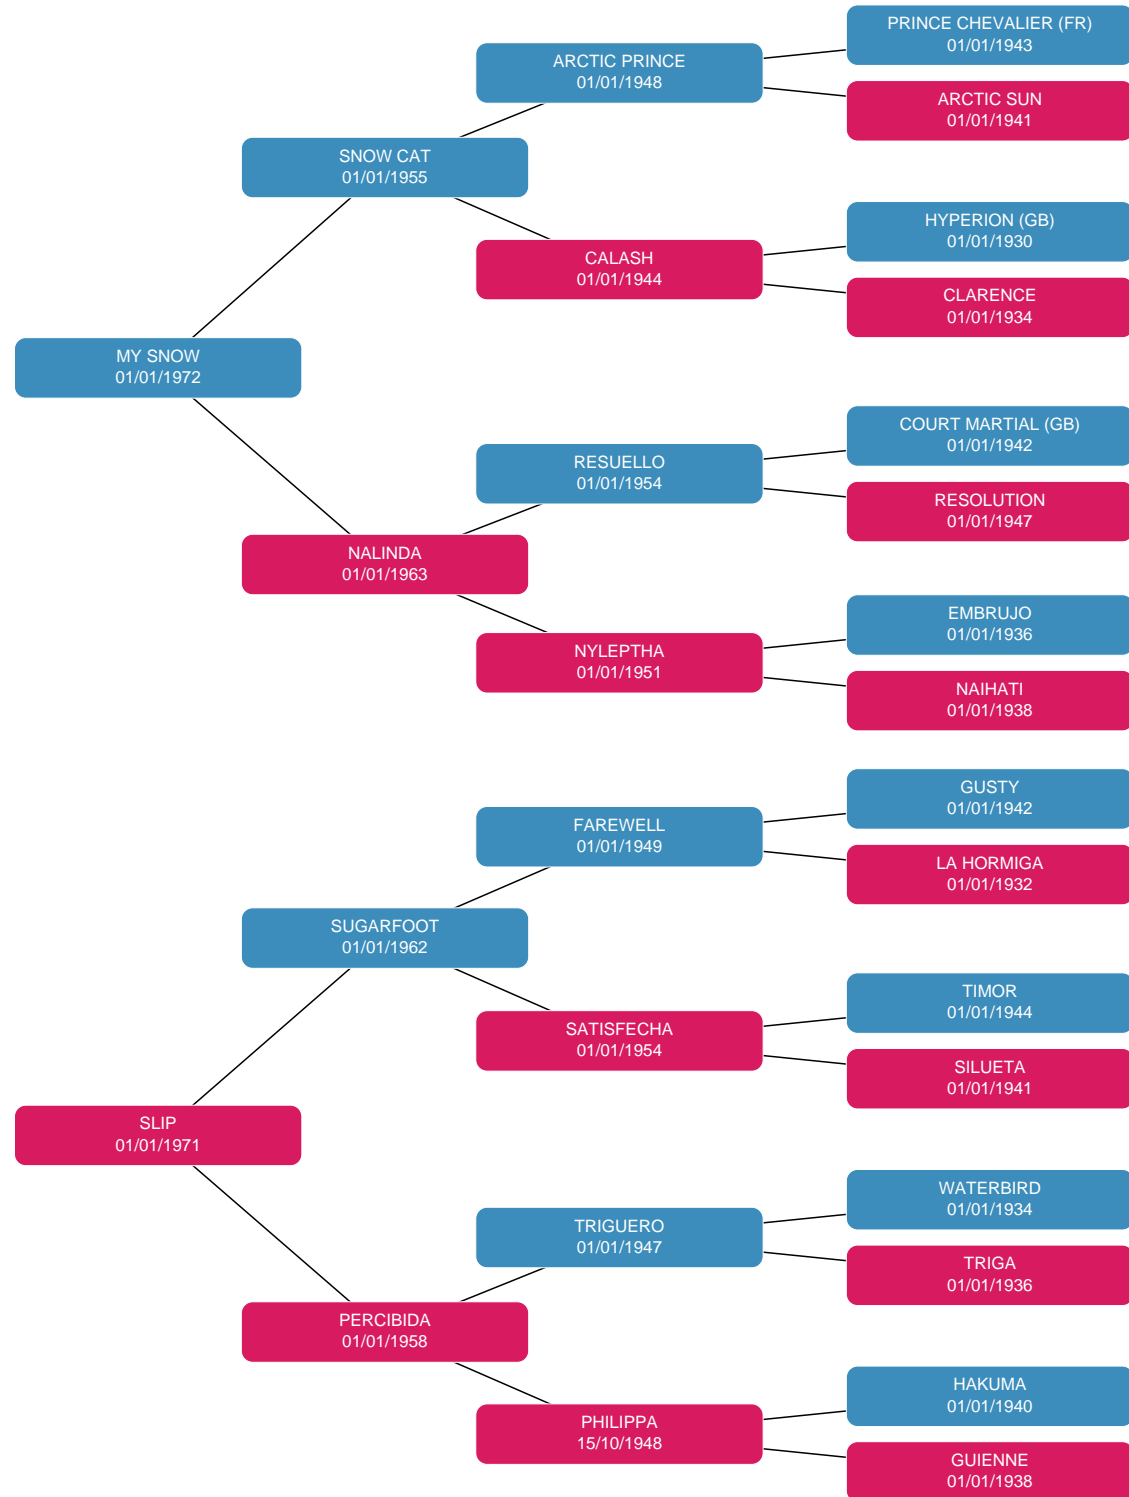 PRINCE CHEVALIER (FR)
01/01/1943
ARCTIC PRINCE
01/01/1948
ARCTIC SUN
01/01/1941
SNOW CAT
01/01/1955
HYPERION (GB)
01/01/1930
CALASH
01/01/1944
CLARENCE
01/01/1934
MY SNOW
01/01/1972
COURT MARTIAL (GB)
01/01/1942
RESUELLO
01/01/1954
RESOLUTION
01/01/1947
NALINDA
01/01/1963
EMBRUJO
01/01/1936
NYLEPTHA
01/01/1951
NAIHATI
01/01/1938
GUSTY
01/01/1942
FAREWELL
01/01/1949
LA HORMIGA
01/01/1932
SUGARFOOT
01/01/1962
TIMOR
01/01/1944
SATISFECHA
01/01/1954
SILUETA
01/01/1941
SLIP
01/01/1971
WATERBIRD
01/01/1934
TRIGUERO
01/01/1947
TRIGA
01/01/1936
PERCIBIDA
01/01/1958
HAKUMA
01/01/1940
PHILIPPA
15/10/1948
GUIENNE
01/01/1938